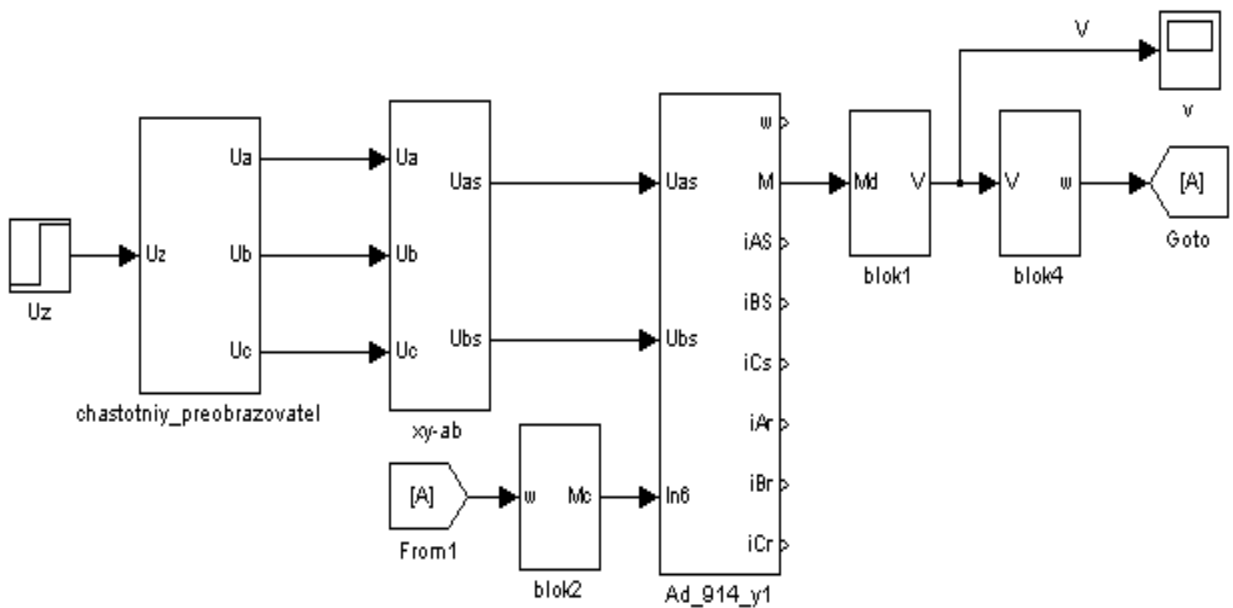 V
v
Uz
Uz
Ua
Ub
Uc
chastotniy_preobrazovatel
Ua
Ub
Uc
Uas
Ubs
xy-ab
[A]
From1
w
Mc
blok2
Uas
Ubs
In6
w
M
iAS
iBS
iCs
iAr
iBr
iCr
Ad_914_y1
Md
V
blok1
V
w
blok4
[A]
Goto